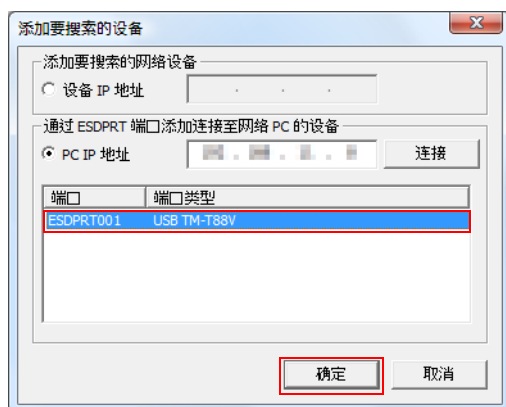 添加要搜索的设备
添加要搜索的网络设备
设备 IP 地址
通过 ESDPRT 端口添加连接至网络 PC 的设备
PC IP 地址
连接
端口 端口类型
ESDPRT001 USB TM-T88V
确定 取消